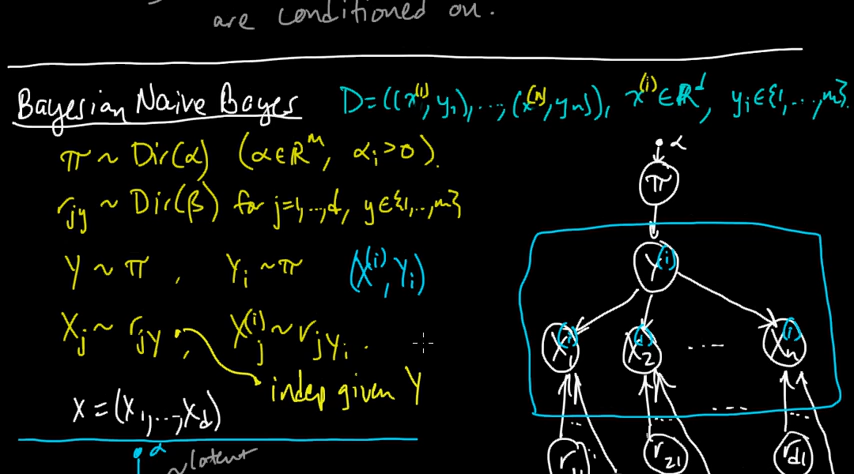 are conditioned on.
Bayesian Naive Bayes D=((x^(1), y_1),...,(x^(n), y_n)), x^(i)∈ℝ^d, y_i∈{1,...,m}.
π ~ Dir(α) (α∈ℝ^m, α_i>0).
r_jy ~ Dir(β) for j=1,...,d, y∈{1,...,m}
Y ~ π , Y_i ~ π (X^(i), Y_i)
X_j ~ r_jY , X_j^(i) ~ r_jY_i .
indep given Y
X=(X_1,...,X_d)
α
~latent
α
π
Y^(i)
X_1^(i) X_2^(i) ... X_n^(i)
... ... ...
r_11 r_21 r_d1